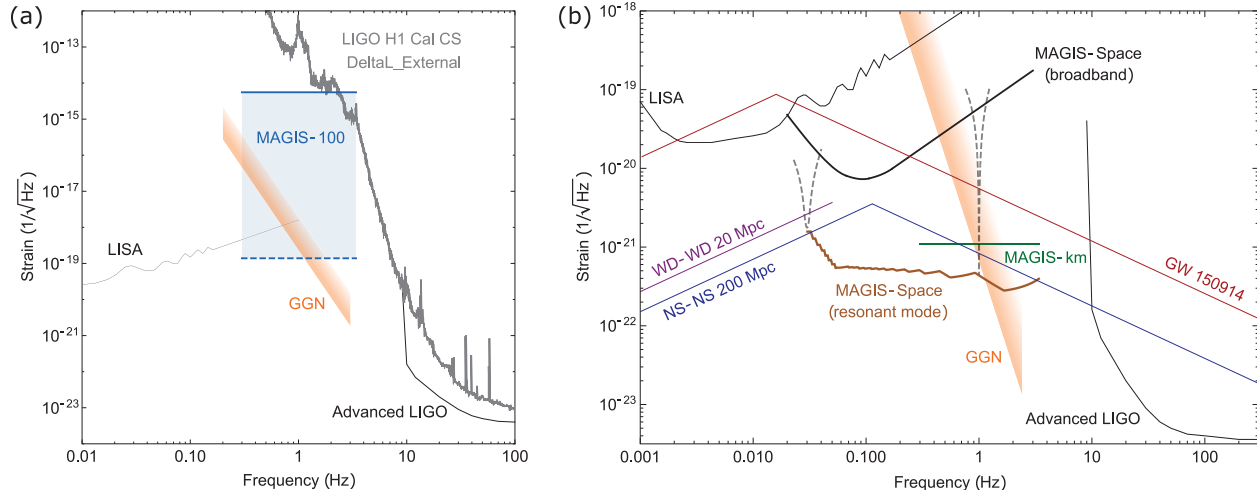 (a)
10^-13
10^-15
10^-17
10^-19
10^-21
10^-23
Strain (1/√Hz)
LIGO H1 Cal CS
DeltaL_External
MAGIS-100
LISA
GGN
Advanced LIGO
0.01
0.10
1
10
100
Frequency (Hz)
(b)
10^-18
10^-19
10^-20
10^-21
10^-22
10^-23
Strain (1/√Hz)
LISA
MAGIS-Space
(broadband)
WD-WD 20 Mpc
NS-NS 200 Mpc
MAGIS-km
MAGIS-Space
(resonant mode)
GW 150914
GGN
Advanced LIGO
0.001
0.010
0.100
1
10
100
Frequency (Hz)